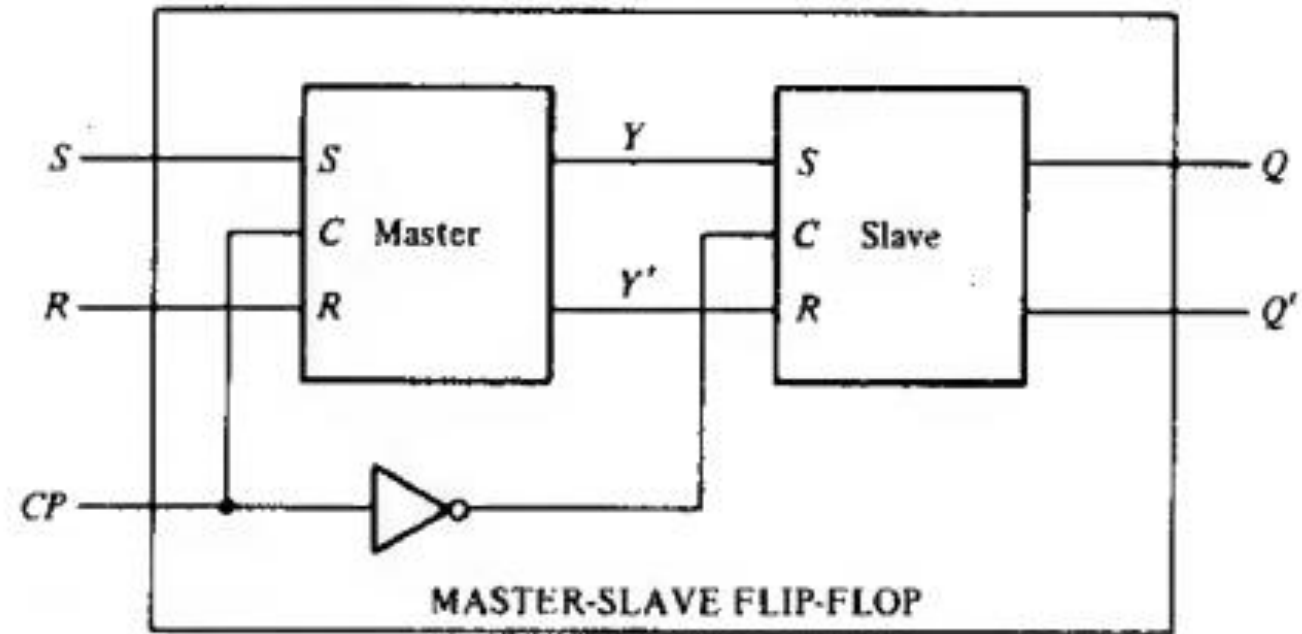 Y
S S S Q
C Master C Slave
Y'
R R R Q'
CP
MASTER-SLAVE FLIP-FLOP